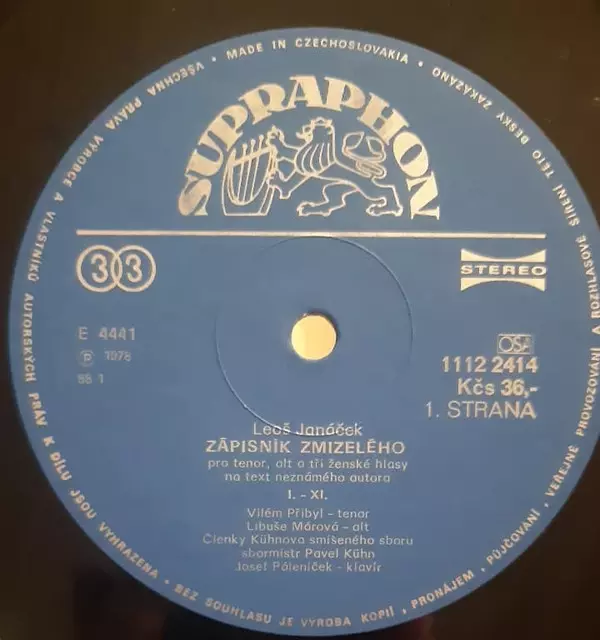 VŠECHNA PRÁVA VÝROBCE A VLASTNÍKŮ AUTORSKÝCH PRÁV K DÍLU JSOU VYHRAZENA • BEZ SOUHLASU JE VÝROBA KOPIÍ, PRONÁJEM, PŮJČOVÁNÍ, VEŘEJNÉ PROVOZOVÁNÍ A ROZHLASOVÉ ŠÍŘENÍ TÉTO DESKY ZAKÁZÁNO • MADE IN CZECHOSLOVAKIA •
SUPRAPHON
33
STEREO
E 4441
Ⓟ 1978
88 1
OSA
1112 2414
Kčs 36,-
1. STRANA
Leoš Janáček
ZÁPISNÍK ZMIZELÉHO
pro tenor, alt a tři ženské hlasy
na text neznámého autora
I. - XI.
Vilém Přibyl - tenor
Libuše Márová - alt
Členky Kühnova smíšeného sboru
sbormistr Pavel Kühn
Josef Páleníček - klavír